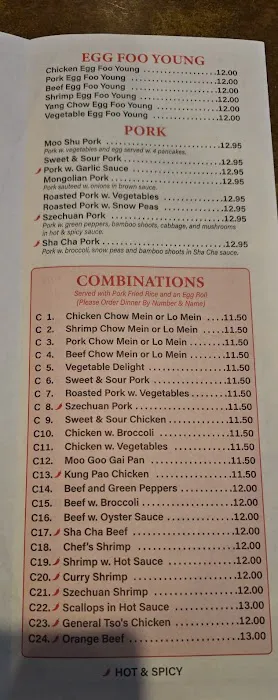 EGG FOO YOUNG
Chicken Egg Foo Young ..................12.00
Pork Egg Foo Young ..................12.00
Beef Egg Foo Young ..................12.00
Shrimp Egg Foo Young ..................12.00
Yang Chow Egg Foo Young ..................12.00
Vegetable Egg Foo Young ..................12.00
PORK
Moo Shu Pork ..................12.95
Pork w. vegetables and egg served w. 4 pancakes.
Sweet & Sour Pork ..................12.95
Pork w. Garlic Sauce ..................12.95
Mongolian Pork ..................12.95
Pork sauteed w. onions in brown sauce.
Roasted Pork w. Vegetables ..................12.95
Roasted Pork w. Snow Peas ..................12.95
Szechuan Pork ..................12.95
Pork w. green peppers, bamboo shoots, cabbage, and mushrooms
in hot & spicy sauce.
Sha Cha Pork ..................12.95
Pork w. broccoli, snow peas and bamboo shoots in Sha Cha sauce.
COMBINATIONS
Served with Pork Fried Rice and an Egg Roll
(Please Order Dinner By Number & Name)
C 1. Chicken Chow Mein or Lo Mein ....11.50
C 2. Shrimp Chow Mein or Lo Mein ......11.50
C 3. Pork Chow Mein or Lo Mein ........11.50
C 4. Beef Chow Mein or Lo Mein ........11.50
C 5. Vegetable Delight ..................11.50
C 6. Sweet & Sour Pork ..................11.50
C 7. Roasted Pork w. Vegetables ........11.50
C 8. Szechuan Pork ..................11.50
C 9. Sweet & Sour Chicken ..................11.50
C10. Chicken w. Broccoli ..................11.50
C11. Chicken w. Vegetables ..................11.50
C12. Moo Goo Gai Pan ..................11.50
C13. Kung Pao Chicken ..................11.50
C14. Beef and Green Peppers ............12.00
C15. Beef w. Broccoli ..................12.00
C16. Beef w. Oyster Sauce ..................12.00
C17. Sha Cha Beef ..................12.00
C18. Chef's Shrimp ..................12.00
C19. Shrimp w. Hot Sauce ..................12.00
C20. Curry Shrimp ..................12.00
C21. Szechuan Shrimp ..................12.00
C22. Scallops in Hot Sauce ..............13.00
C23. General Tso's Chicken ..............12.00
C24. Orange Beef ..................13.00
HOT & SPICY